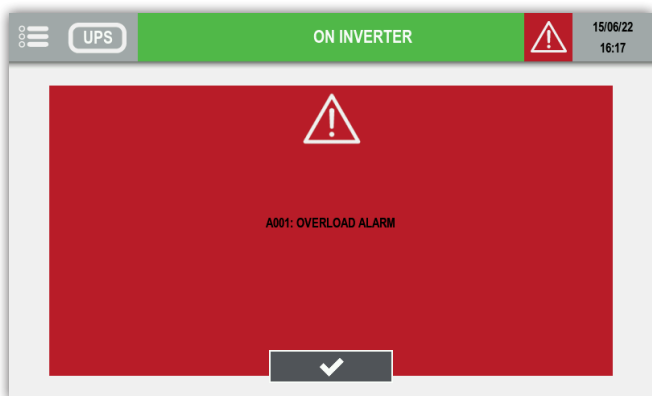 UPS
ON INVERTER
15/06/22
16:17
A001: OVERLOAD ALARM